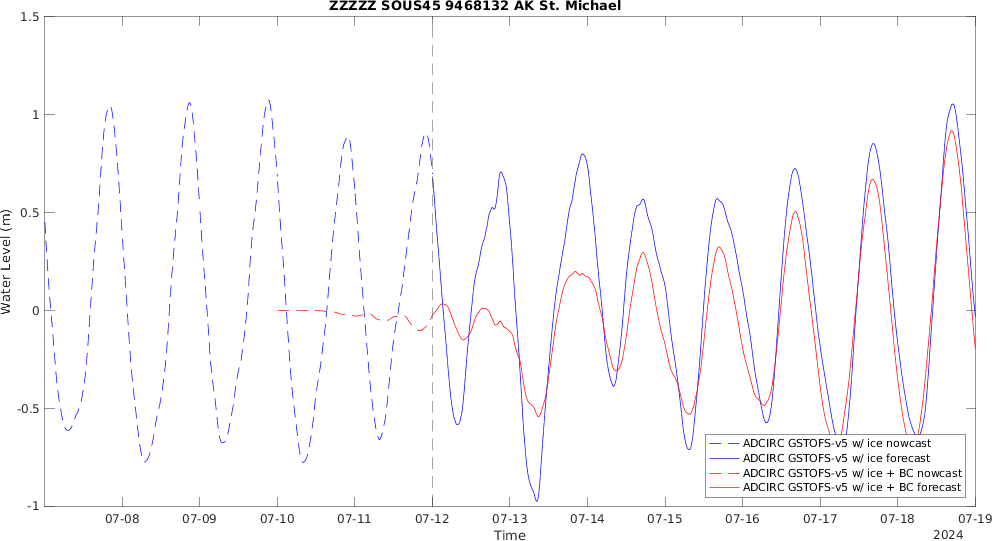 ZZZZZ SOUS45 9468132 AK St. Michael
1.5
1
0.5
0
-0.5
-1
Water Level (m)
07-08
07-09
07-10
07-11
07-12
07-13
07-14
07-15
07-16
07-17
07-18
07-19
Time
2024
ADCIRC GSTOFS-v5 w/ ice nowcast
ADCIRC GSTOFS-v5 w/ ice forecast
ADCIRC GSTOFS-v5 w/ ice + BC nowcast
ADCIRC GSTOFS-v5 w/ ice + BC forecast